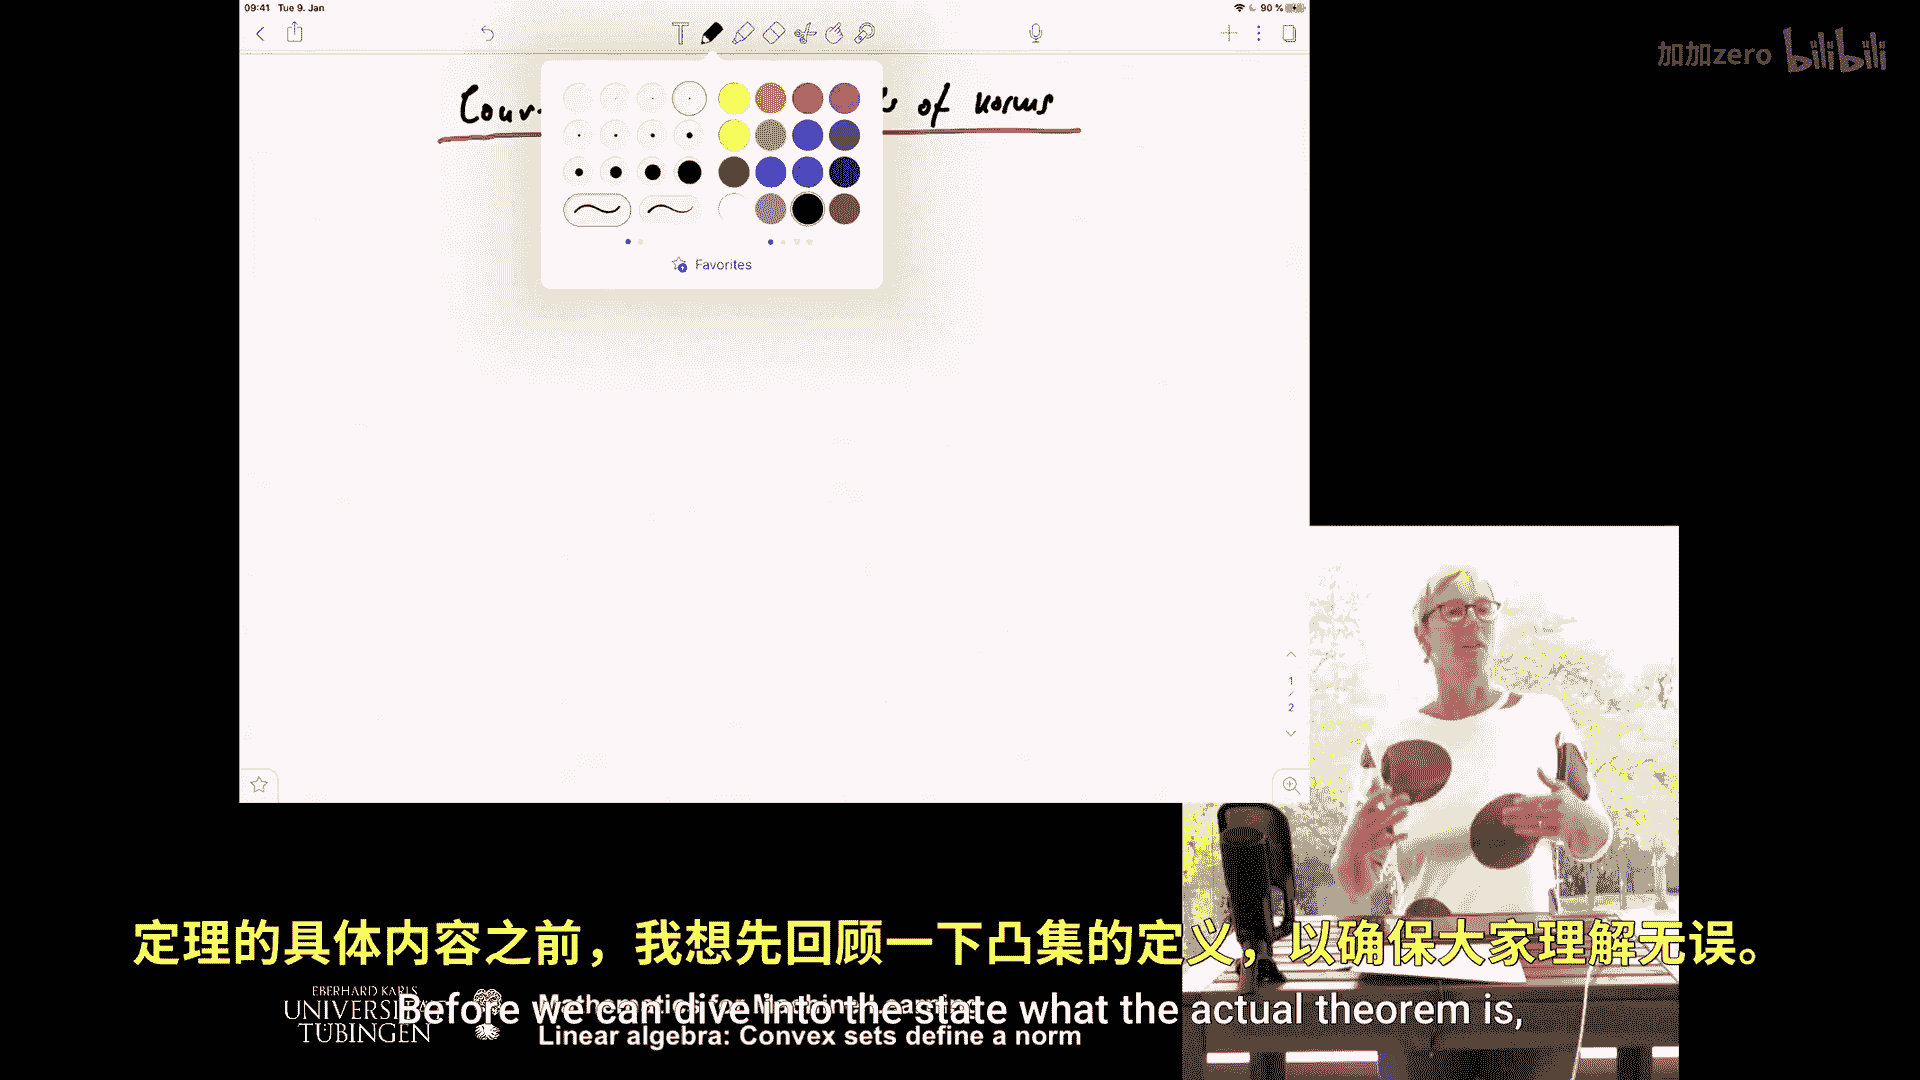 09:41 Tue 9. Jan
90 %
加加zero bilibili
of norms
Favorites
1
2
定理的具体内容之前，我想先回顾一下凸集的定义，以确保大家理解无误。
Before we can dive into the state what the actual theorem is,
EBERHARD KARLS
UNIVERSITÄT
TÜBINGEN
Mathematics for Machine Learning
Linear algebra: Convex sets define a norm